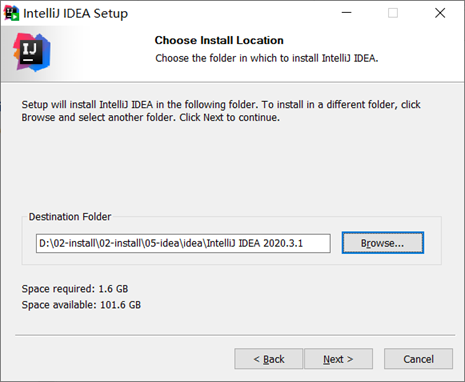 IntelliJ IDEA Setup
IJ
Choose Install Location
Choose the folder in which to install IntelliJ IDEA.
Setup will install IntelliJ IDEA in the following folder. To install in a different folder, click
Browse and select another folder. Click Next to continue.
Destination Folder
D:\02-install\02-install\05-idea\idea\IntelliJ IDEA 2020.3.1
Browse...
Space required: 1.6 GB
Space available: 101.6 GB
< Back
Next >
Cancel